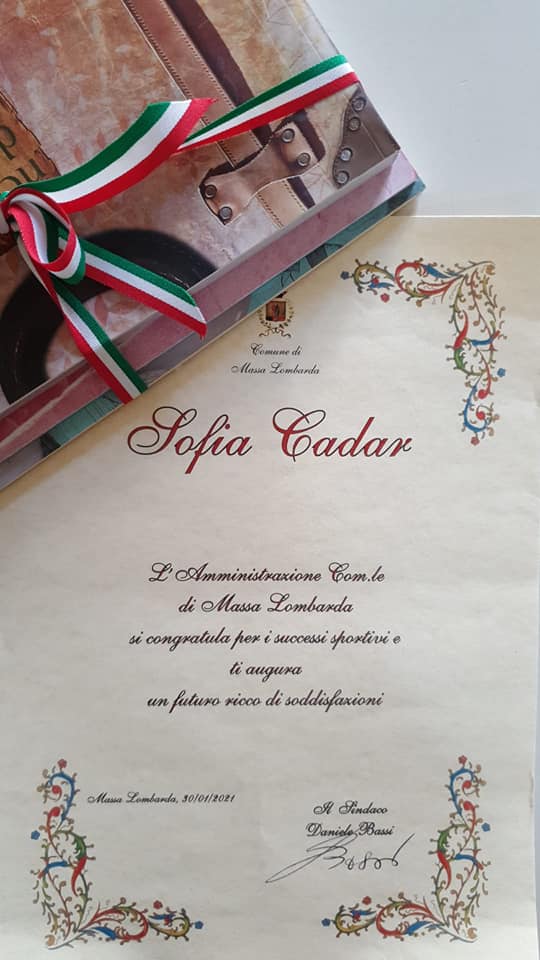 Comune di
Massa Lombarda
Sofia Cadar
L'Amministrazione Com.le
di Massa Lombarda
si congratula per i successi sportivi e
ti augura
un futuro ricco di soddisfazioni
Massa Lombarda, 30/01/2021
Il Sindaco
Daniele Bassi